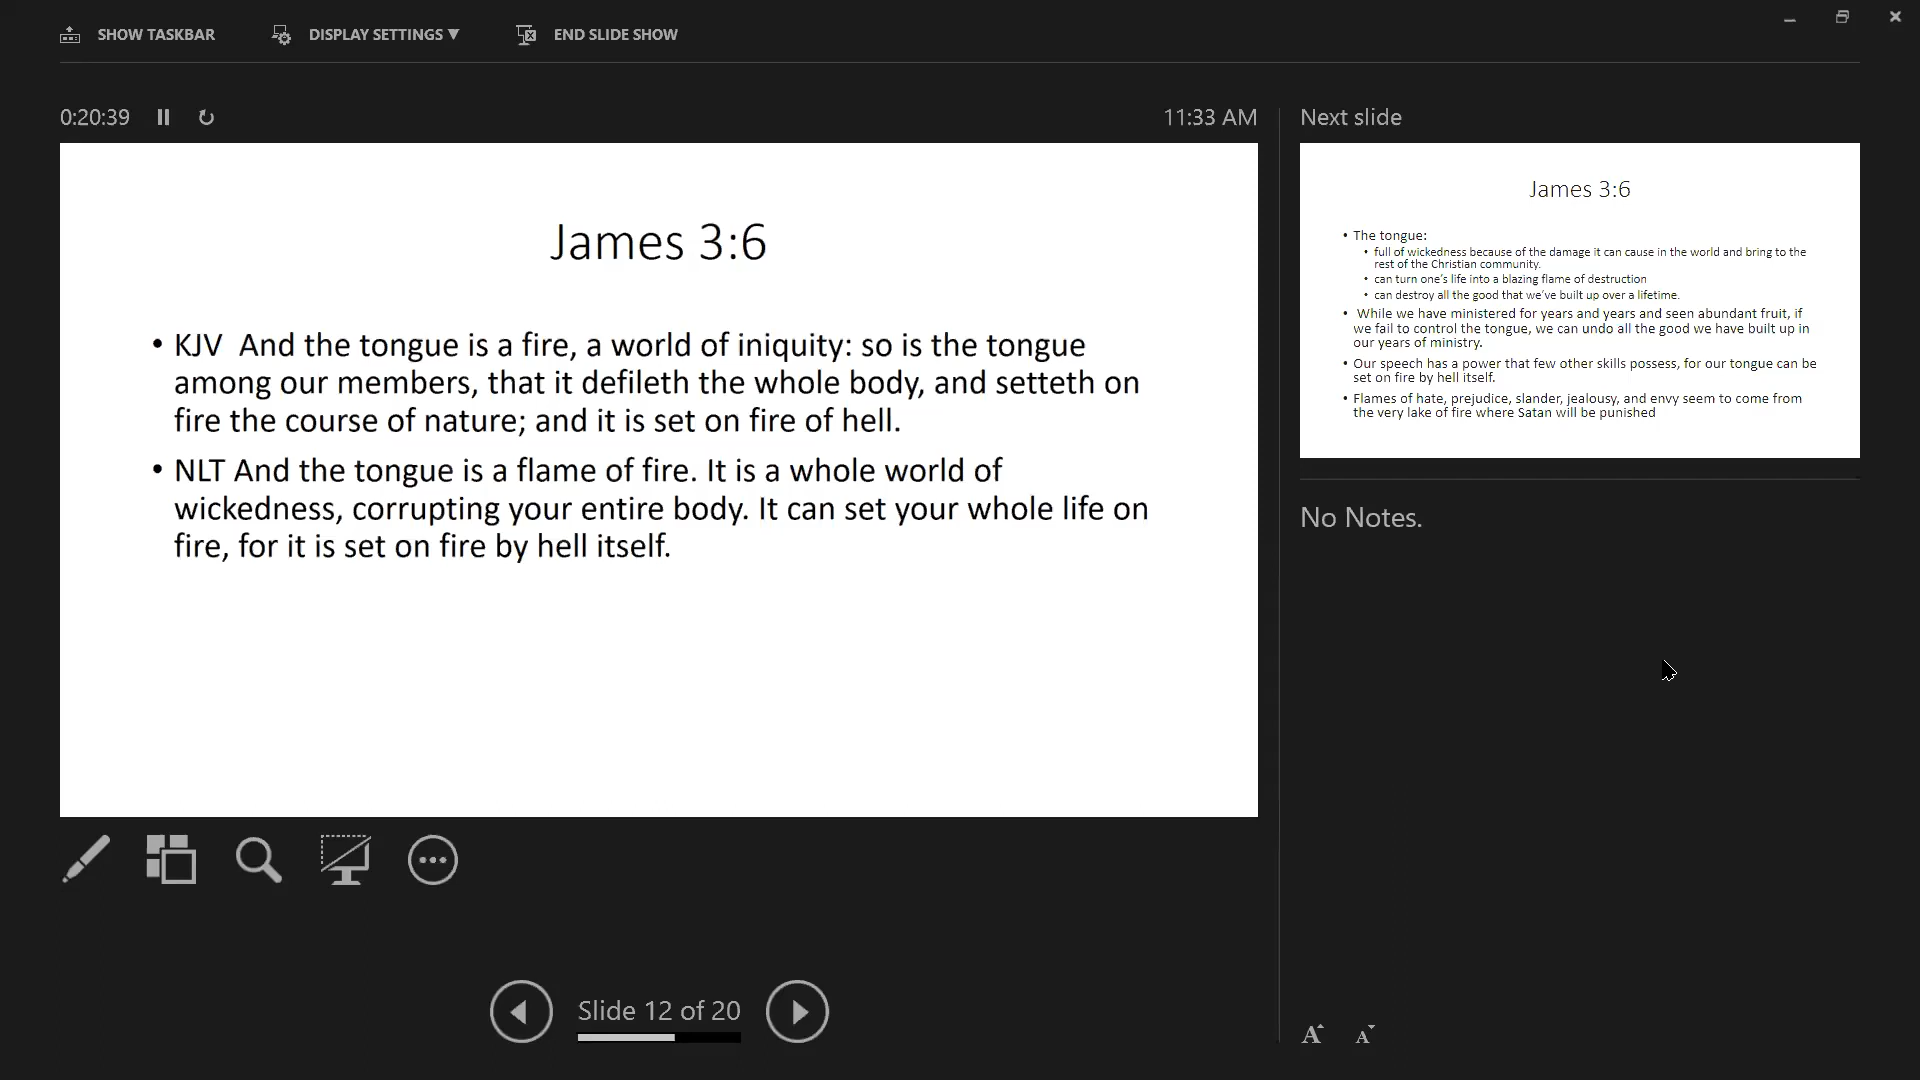 SHOW TASKBAR
DISPLAY SETTINGS ▼
END SLIDE SHOW
0:20:39
11:33 AM
James 3:6
• KJV  And the tongue is a fire, a world of iniquity: so is the tongue
among our members, that it defileth the whole body, and setteth on
fire the course of nature; and it is set on fire of hell.
• NLT And the tongue is a flame of fire. It is a whole world of
wickedness, corrupting your entire body. It can set your whole life on
fire, for it is set on fire by hell itself.
Slide 12 of 20
Next slide
James 3:6
• The tongue:
• full of wickedness because of the damage it can cause in the world and bring to the
rest of the Christian community.
• can turn one's life into a blazing flame of destruction
• can destroy all the good that we've built up over a lifetime.
• While we have ministered for years and years and seen abundant fruit, if
we fail to control the tongue, we can undo all the good we have built up in
our years of ministry.
• Our speech has a power that few other skills possess, for our tongue can be
set on fire by hell itself.
• Flames of hate, prejudice, slander, jealousy, and envy seem to come from
the very lake of fire where Satan will be punished
No Notes.
A A